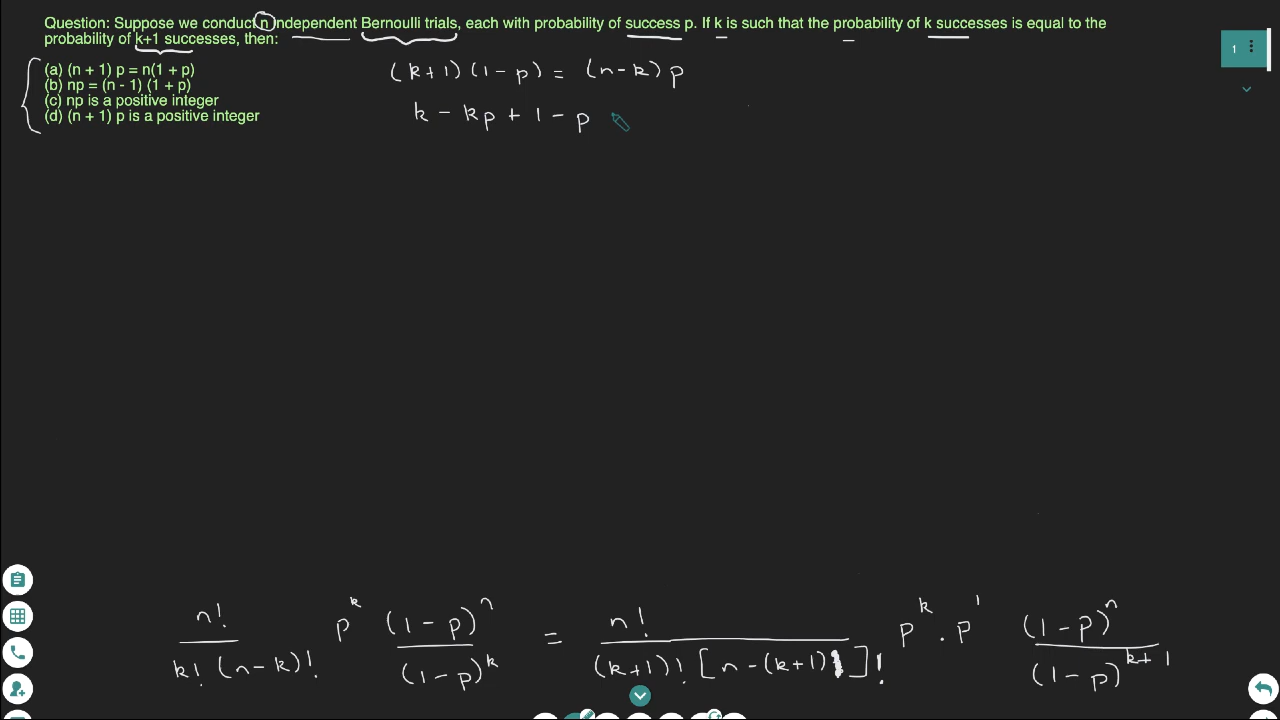 Question: Suppose we conduct n independent Bernoulli trials, each with probability of success p. If k is such that the probability of k successes is equal to the
probability of k+1 successes, then:
(a) (n + 1) p = n(1 + p)
(b) np = (n - 1) (1 + p)
(c) np is a positive integer
(d) (n + 1) p is a positive integer
1
(k+1) (1-p) = (n-k) p
k - kp + 1 - p
n! / k! (n-k)! p^k (1-p)^n / (1-p)^k = n! / (k+1)! [n-(k+1)]! p^k . p^1 (1-p)^n / (1-p)^k+1